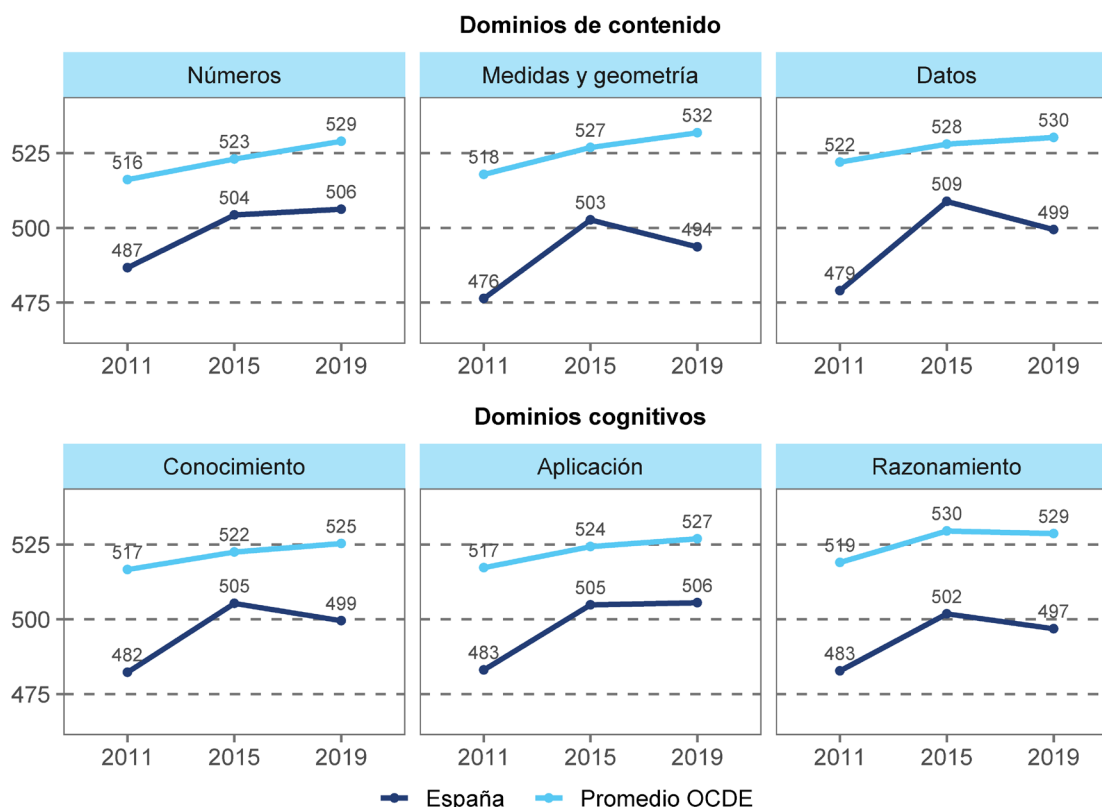 Dominios de contenido
Números Medidas y geometría Datos
516 523 529
487 504 506
518 527 532
476 503 494
522 528 530
479 509 499
525
500
475
2011 2015 2019 2011 2015 2019 2011 2015 2019
Dominios cognitivos
Conocimiento Aplicación Razonamiento
517 522 525
482 505 499
517 524 527
483 505 506
519 530 529
483 502 497
525
500
475
2011 2015 2019 2011 2015 2019 2011 2015 2019
España Promedio OCDE